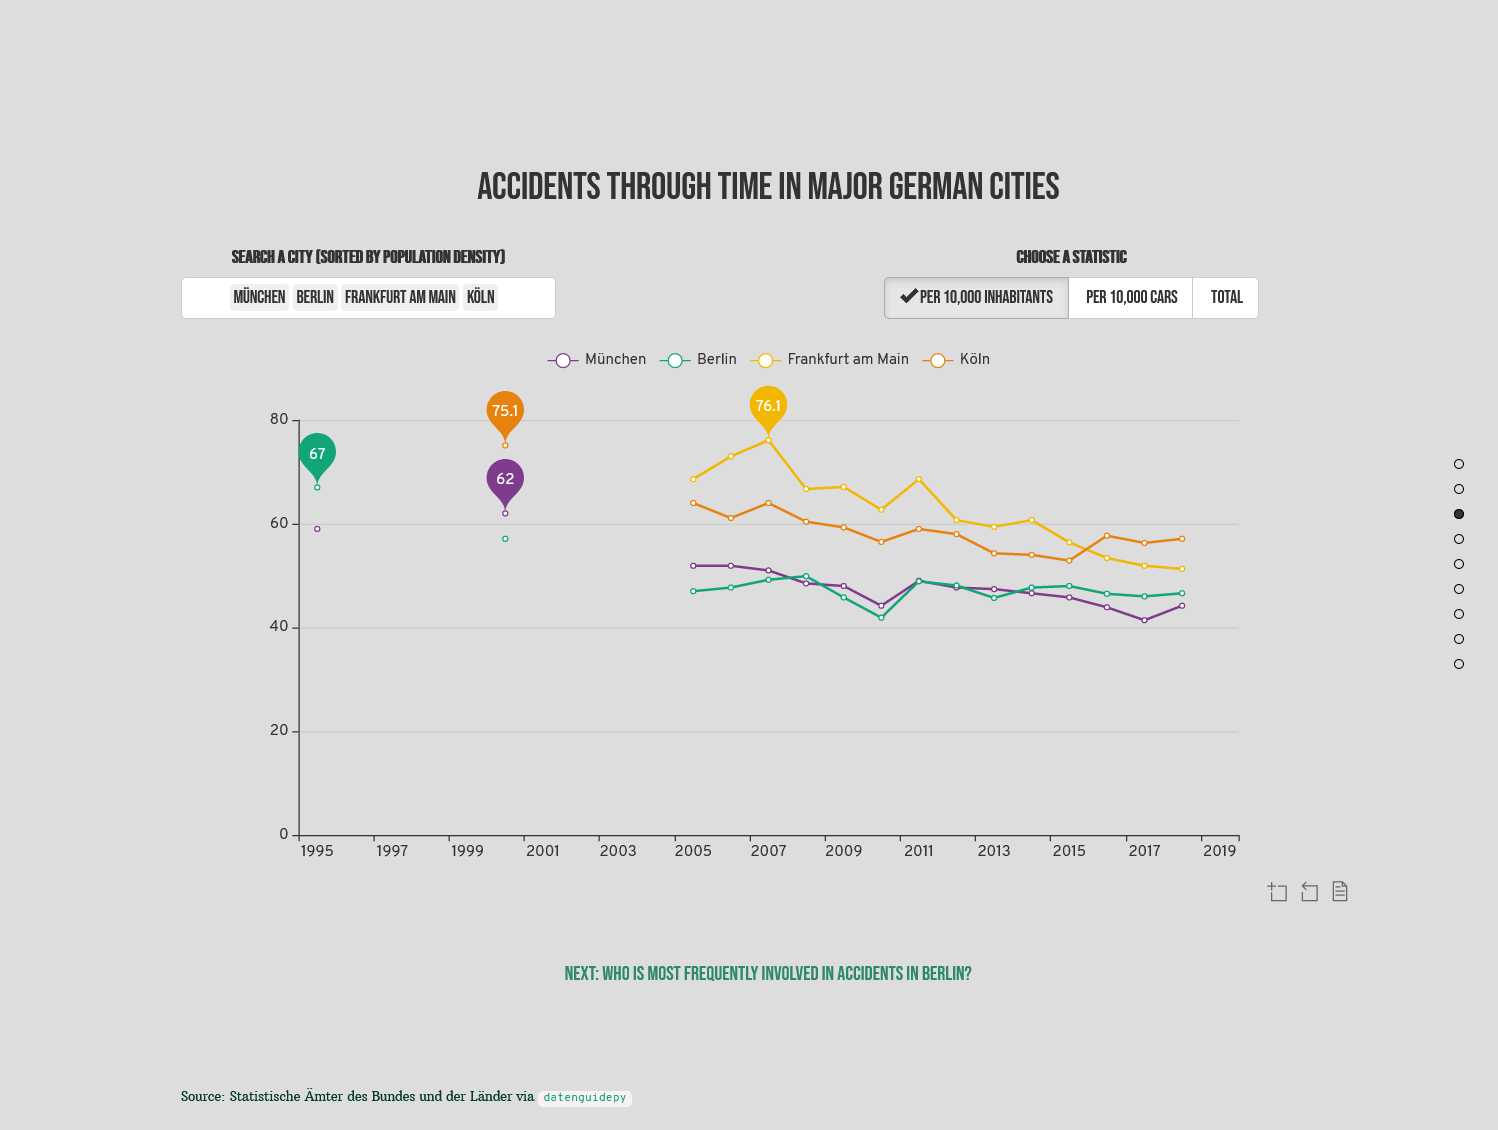 ACCIDENTS THROUGH TIME IN MAJOR GERMAN CITIES
SEARCH A CITY (SORTED BY POPULATION DENSITY)
CHOOSE A STATISTIC
MÜNCHEN BERLIN FRANKFURT AM MAIN KÖLN
PER 10,000 INHABITANTS PER 10,000 CARS TOTAL
München Berlin Frankfurt am Main Köln
76.1
75.1
80
67
62
60
40
20
0
1995 1997 1999 2001 2003 2005 2007 2009 2011 2013 2015 2017 2019
NEXT: WHO IS MOST FREQUENTLY INVOLVED IN ACCIDENTS IN BERLIN?
Source: Statistische Ämter des Bundes und der Länder via datenguidepy